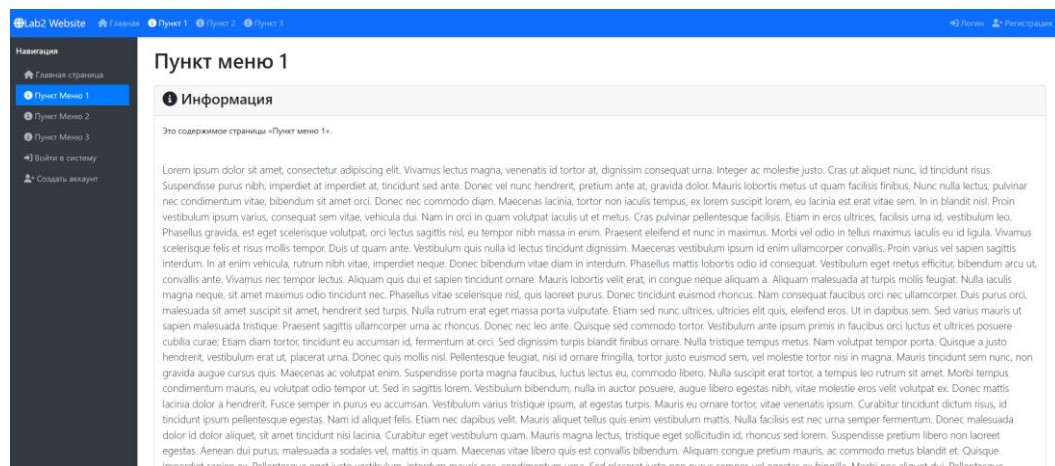 Lab2 Website Главная Пункт 1 Пункт 2 Пункт 3 Логин Регистрация
Навигация
Главная страница
Пункт Меню 1
Пункт Меню 2
Пункт Меню 3
Войти в систему
Создать аккаунт
Пункт меню 1
Информация
Это содержимое страницы «Пункт меню 1».
Lorem ipsum dolor sit amet, consectetur adipiscing elit. Vivamus lectus magna, venenatis id tortor at, dignissim consequat urna. Integer ac molestie justo. Cras ut aliquet nunc, id tincidunt risus.
Suspendisse purus nibh, imperdiet at imperdiet at, tincidunt sed ante. Donec vel nunc hendrerit, pretium ante at, gravida dolor. Mauris lobortis metus ut quam facilisis finibus. Nunc nulla lectus, pulvinar
nec condimentum vitae, bibendum sit amet orci. Donec nec commodo diam. Maecenas lacinia, tortor non iaculis tempus, ex lorem suscipit lorem, eu lacinia est erat vitae sem. In in blandit nisl. Proin
vestibulum ipsum varius, consequat sem vitae, vehicula dui. Nam in orci in quam volutpat iaculis ut et metus. Cras pulvinar pellentesque facilisis. Etiam in eros ultrices, facilisis urna id, vestibulum leo.
Phasellus gravida, est eget scelerisque volutpat, orci lectus sagittis nisl, eu tempor nibh massa in enim. Praesent eleifend et nunc in maximus. Morbi vel odio in tellus maximus iaculis eu id ligula. Vivamus
scelerisque felis et risus mollis tempor. Duis ut quam ante. Vestibulum quis nulla id lectus tincidunt dignissim. Maecenas vestibulum ipsum id enim ullamcorper convallis. Proin varius vel sapien sagittis
interdum. In at enim vehicula, rutrum nibh vitae, imperdiet neque. Donec bibendum vitae diam in interdum. Phasellus mattis lobortis odio id consequat. Vestibulum eget metus efficitur, bibendum arcu ut,
convallis ante. Vivamus nec tempor lectus. Aliquam quis dui et sapien tincidunt ornare. Mauris lobortis velit erat, in congue neque aliquam a. Aliquam malesuada at turpis mollis feugiat. Nulla iaculis
magna neque, sit amet maximus odio tincidunt nec. Phasellus vitae scelerisque nisl, quis laoreet purus. Donec tincidunt euismod rhoncus. Nam consequat faucibus orci nec ullamcorper. Duis purus orci,
malesuada sit amet suscipit sit amet, hendrerit sed turpis. Nulla rutrum erat eget massa porta vulputate. Etiam sed nunc ultrices, ultricies elit quis, eleifend eros. Ut in dapibus sem. Sed varius mauris ut
sapien malesuada tristique. Praesent sagittis ullamcorper urna ac rhoncus. Donec nec leo ante. Quisque sed commodo tortor. Vestibulum ante ipsum primis in faucibus orci luctus et ultrices posuere
cubilia curae; Etiam diam tortor, tincidunt eu accumsan id, fermentum at orci. Sed dignissim turpis blandit finibus ornare. Nulla tristique tempus metus. Nam volutpat tempor porta. Quisque a justo
hendrerit, vestibulum erat ut, placerat urna. Donec quis mollis nisl. Pellentesque feugiat, nisi id ornare fringilla, tortor justo euismod sem, vel molestie tortor nisi in magna. Mauris tincidunt sem nunc, non
gravida augue cursus quis. Maecenas ac volutpat enim. Suspendisse porta magna faucibus, luctus lectus eu, commodo libero. Nulla suscipit erat tortor, a tempus leo rutrum sit amet. Morbi tempus
condimentum mauris, eu volutpat odio tempor ut. Sed in sagittis lorem. Vestibulum bibendum, nulla in auctor posuere, augue libero egestas nibh, vitae molestie eros velit volutpat ex. Donec mattis
lacinia dolor a hendrerit. Fusce semper in purus eu accumsan. Vestibulum varius tristique ipsum, at egestas turpis. Mauris eu ornare tortor, vitae venenatis ipsum. Curabitur tincidunt dictum risus, id
tincidunt ipsum pellentesque egestas. Nam id aliquet felis. Etiam nec dapibus velit. Mauris aliquet tellus quis enim vestibulum mattis. Nulla facilisis est nec urna semper fermentum. Donec malesuada
dolor id dolor aliquet, sit amet tincidunt nisi lacinia. Curabitur eget vestibulum quam. Mauris magna lectus, tristique eget sollicitudin id, rhoncus sed lorem. Suspendisse pretium libero non laoreet
egestas. Aenean dui purus, malesuada a sodales vel, mattis in quam. Maecenas vitae libero quis est convallis bibendum. Aliquam congue pretium mauris, ac commodo metus blandit et. Quisque